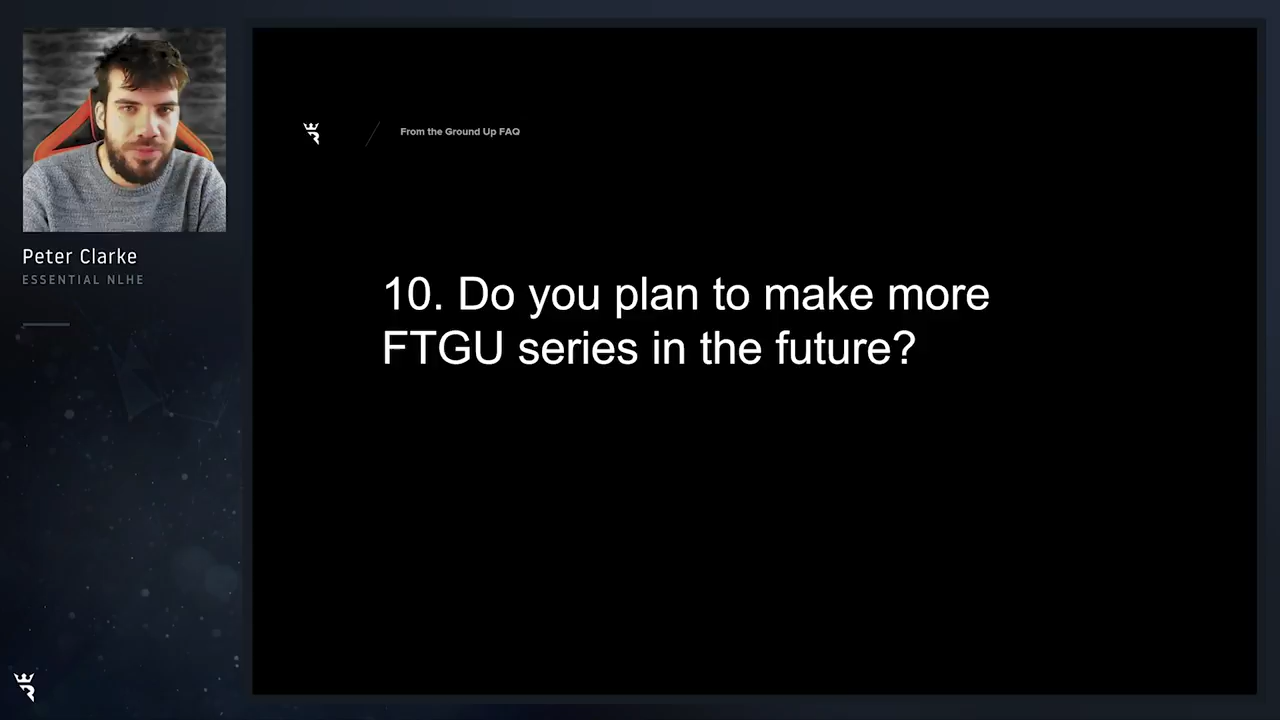 Peter Clarke
ESSENTIAL NLHE
From the Ground Up FAQ
10. Do you plan to make more
FTGU series in the future?